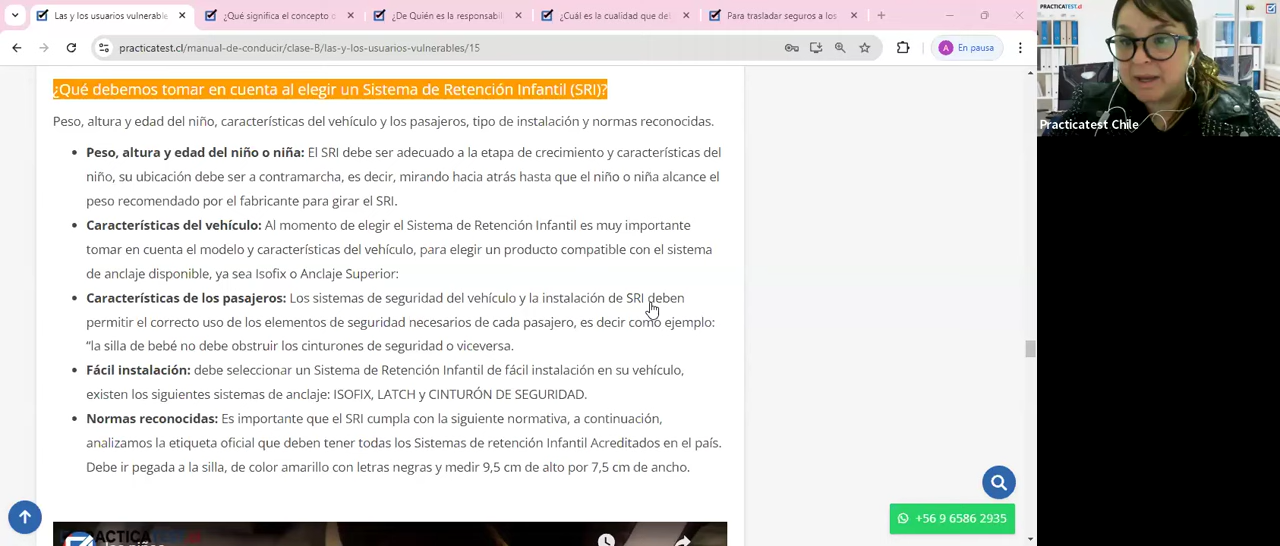 Las y los usuarios vulnerable
¿Qué significa el concepto o
¿De Quién es la responsabil
¿Cuál es la cualidad que del
Para trasladar seguros a los
practicatest.cl/manual-de-conducir/clase-B/las-y-los-usuarios-vulnerables/15
A En pausa
PRACTICATEST.cl
Practicatest Chile
¿Qué debemos tomar en cuenta al elegir un Sistema de Retención Infantil (SRI)?
Peso, altura y edad del niño, características del vehículo y los pasajeros, tipo de instalación y normas reconocidas.
• Peso, altura y edad del niño o niña: El SRI debe ser adecuado a la etapa de crecimiento y características del
niño, su ubicación debe ser a contramarcha, es decir, mirando hacia atrás hasta que el niño o niña alcance el
peso recomendado por el fabricante para girar el SRI.
• Características del vehículo: Al momento de elegir el Sistema de Retención Infantil es muy importante
tomar en cuenta el modelo y características del vehículo, para elegir un producto compatible con el sistema
de anclaje disponible, ya sea Isofix o Anclaje Superior:
• Características de los pasajeros: Los sistemas de seguridad del vehículo y la instalación de SRI deben
permitir el correcto uso de los elementos de seguridad necesarios de cada pasajero, es decir como ejemplo:
“la silla de bebé no debe obstruir los cinturones de seguridad o viceversa.
• Fácil instalación: debe seleccionar un Sistema de Retención Infantil de fácil instalación en su vehículo,
existen los siguientes sistemas de anclaje: ISOFIX, LATCH y CINTURÓN DE SEGURIDAD.
• Normas reconocidas: Es importante que el SRI cumpla con la siguiente normativa, a continuación,
analizamos la etiqueta oficial que deben tener todas los Sistemas de retención Infantil Acreditados en el país.
Debe ir pegada a la silla, de color amarillo con letras negras y medir 9,5 cm de alto por 7,5 cm de ancho.
+56 9 6586 2935